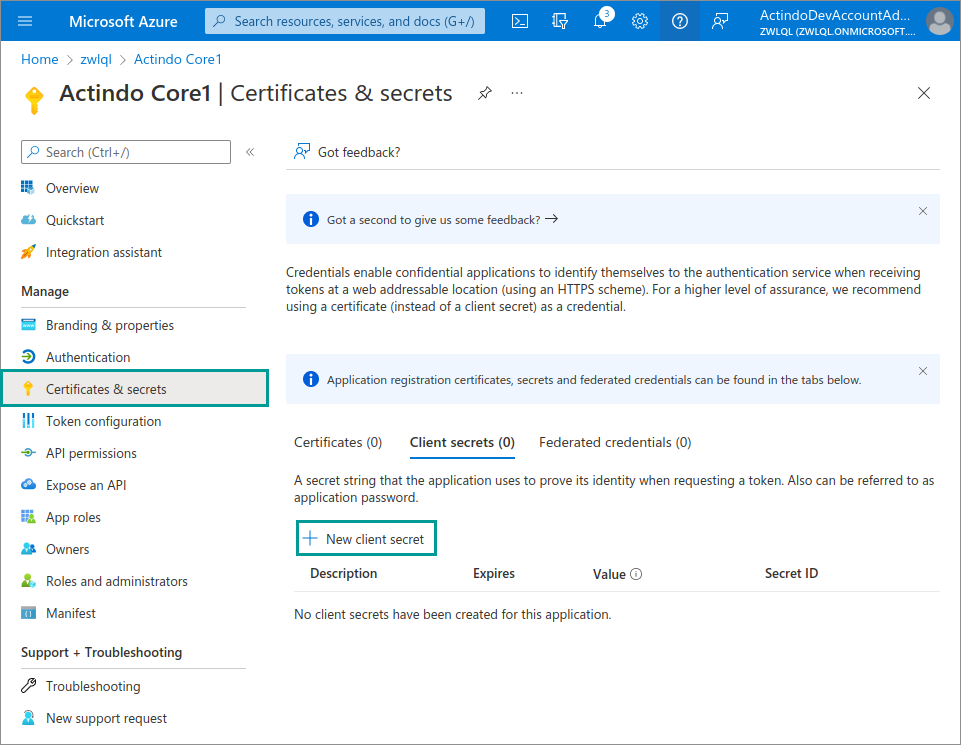 Microsoft Azure
Search resources, services, and docs (G+/)
3
ActindoDevAccountAd...
ZWLQL (ZWLQL.ONMICROSOFT....
Home > zwlql > Actindo Core1
Actindo Core1 | Certificates & secrets
Search (Ctrl+/)
Overview
Quickstart
Integration assistant
Manage
Branding & properties
Authentication
Certificates & secrets
Token configuration
API permissions
Expose an API
App roles
Owners
Roles and administrators
Manifest
Support + Troubleshooting
Troubleshooting
New support request
Got feedback?
Got a second to give us some feedback? →
Credentials enable confidential applications to identify themselves to the authentication service when receiving
tokens at a web addressable location (using an HTTPS scheme). For a higher level of assurance, we recommend
using a certificate (instead of a client secret) as a credential.
Application registration certificates, secrets and federated credentials can be found in the tabs below.
Certificates (0) Client secrets (0) Federated credentials (0)
A secret string that the application uses to prove its identity when requesting a token. Also can be referred to as
application password.
New client secret
Description Expires Value Secret ID
No client secrets have been created for this application.